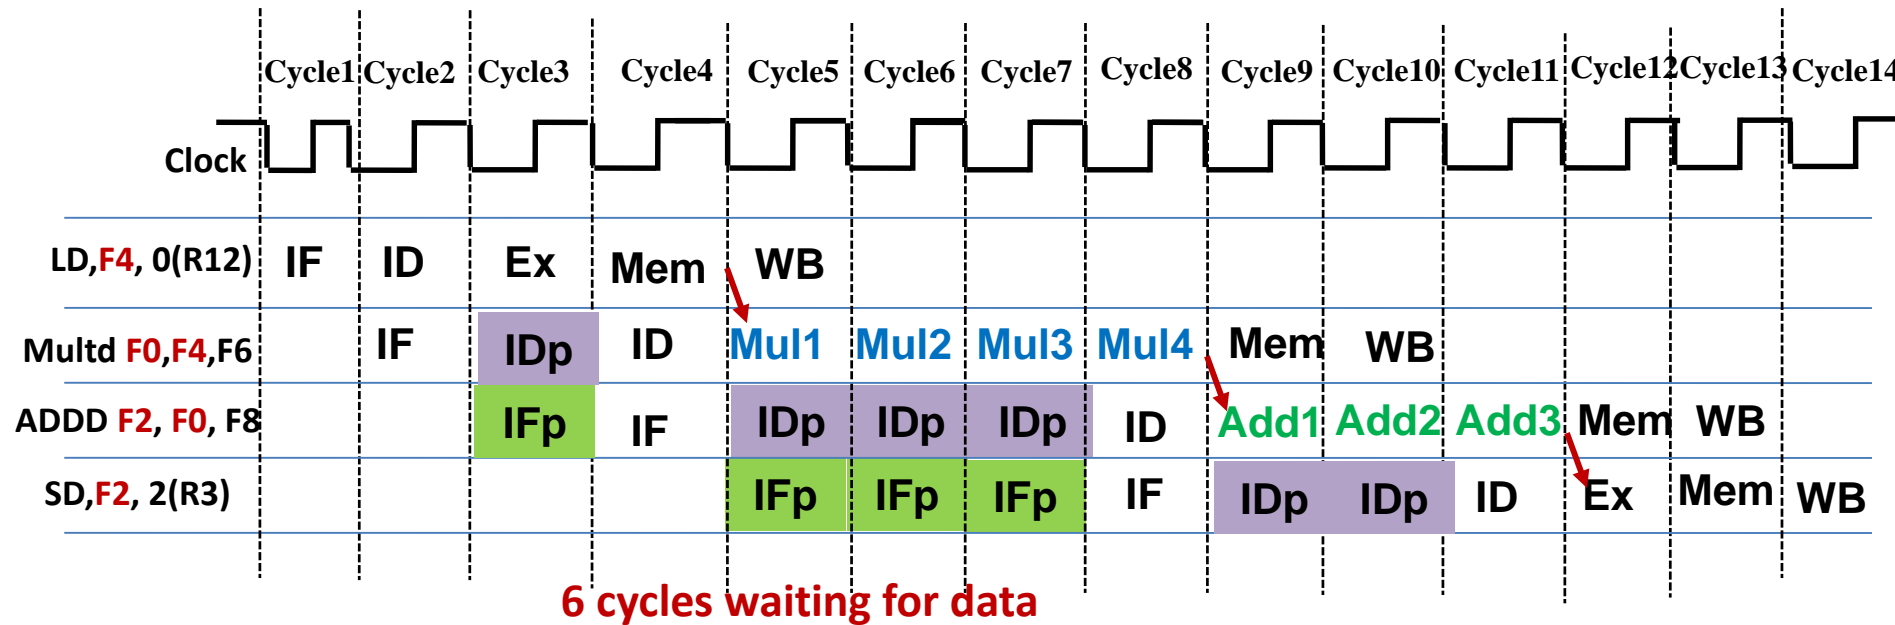 Cycle1 Cycle2 Cycle3 Cycle4 Cycle5 Cycle6 Cycle7 Cycle8 Cycle9 Cycle10 Cycle11 Cycle12 Cycle13 Cycle14
Clock
LD,F4, 0(R12) IF ID Ex Mem WB
Multd F0,F4,F6 IF IDp ID Mul1 Mul2 Mul3 Mul4 Mem WB
ADDD F2, F0, F8 IFp IF IDp IDp IDp ID Add1 Add2 Add3 Mem WB
SD,F2, 2(R3) IFp IFp IFp IF IDp IDp ID Ex Mem WB
6 cycles waiting for data